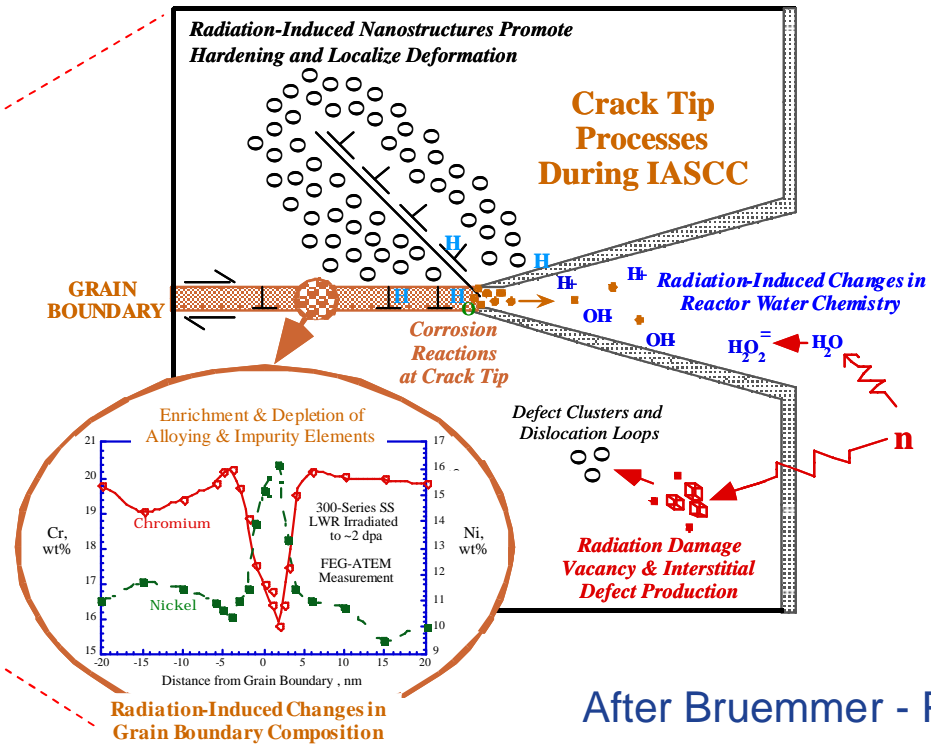 Radiation-Induced Nanostructures Promote
Hardening and Localize Deformation
Crack Tip
Processes
During IASCC
H
H
H+
H+
OH-
OH-
GRAIN
BOUNDARY
H
H
O
Radiation-Induced Changes in
Reactor Water Chemistry
H2O2=
H2O
n
Corrosion
Reactions
at Crack Tip
Defect Clusters and
Dislocation Loops
Radiation Damage
Vacancy & Interstitial
Defect Production
Enrichment & Depletion of
Alloying & Impurity Elements
21
20
19
18
17
16
15
Cr,
wt%
17
16
15
14
13
12
11
10
9
Ni,
wt%
Chromium
Nickel
300-Series SS
LWR Irradiated
to ~2 dpa
FEG-ATEM
Measurement
-20 -15 -10 -5 0 5 10 15 20
Distance from Grain Boundary , nm
Radiation-Induced Changes in
Grain Boundary Composition
After Bruemmer -